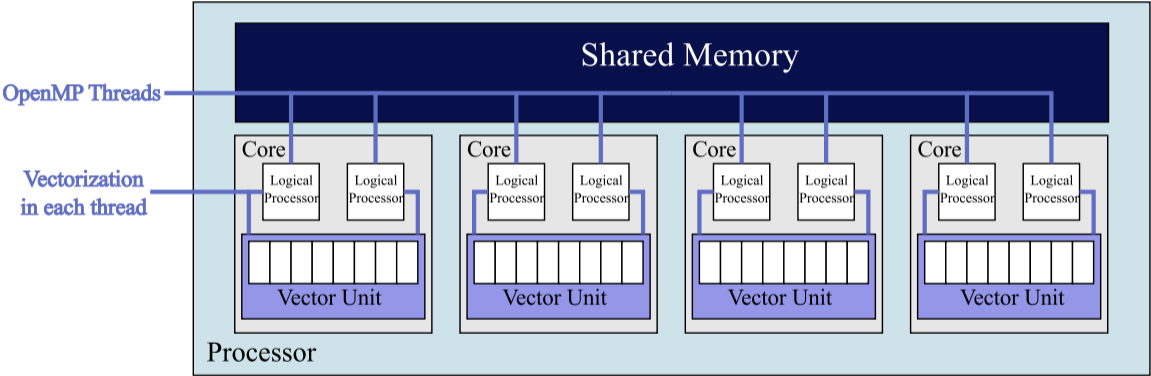 Shared Memory
OpenMP Threads
Core
Core
Core
Core
Logical
Processor
Logical
Processor
Logical
Processor
Logical
Processor
Logical
Processor
Logical
Processor
Logical
Processor
Logical
Processor
Vectorization
in each thread
Vector Unit
Vector Unit
Vector Unit
Vector Unit
Processor